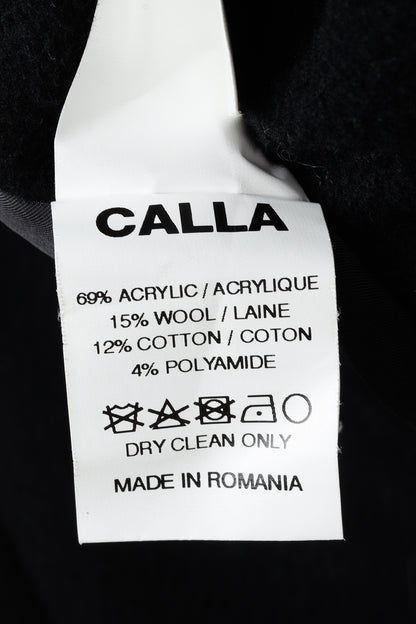 CALLA
69% ACRYLIC / ACRYLIQUE
15% WOOL / LAINE
12% COTTON / COTON
4% POLYAMIDE
DRY CLEAN ONLY
MADE IN ROMANIA